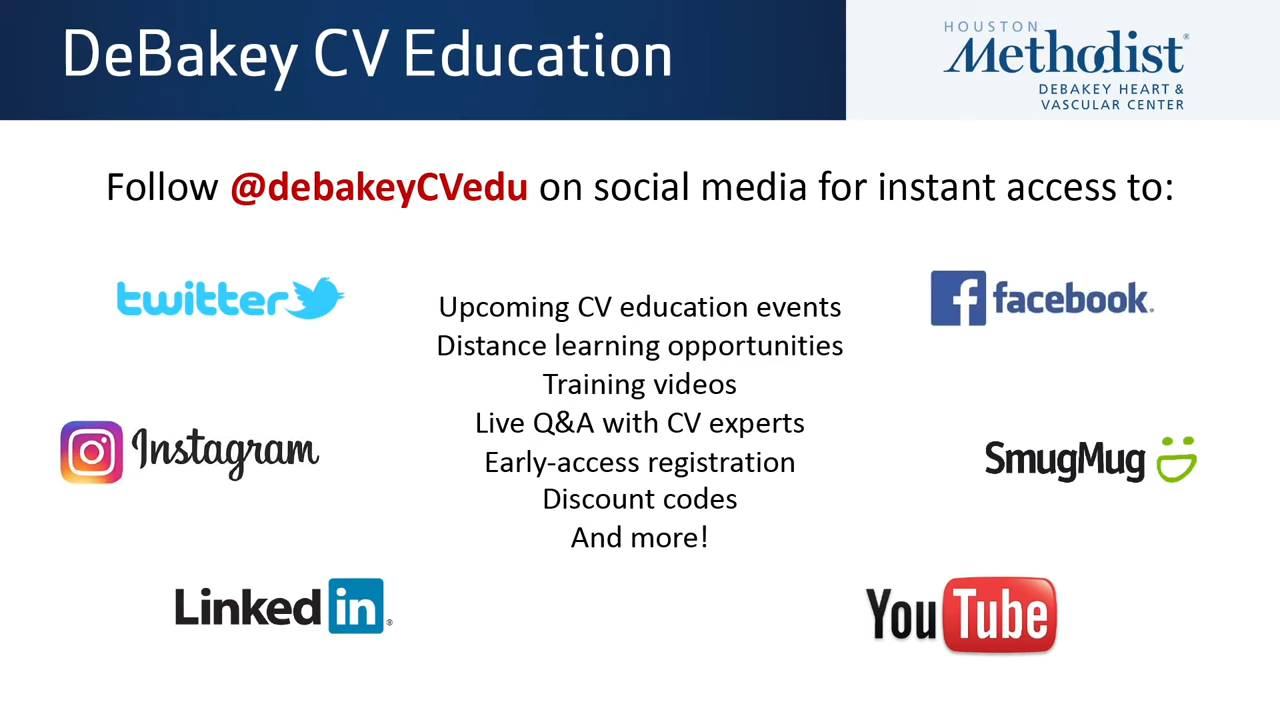 DeBakey CV Education
HOUSTON
Methodist®
DEBAKEY HEART &
VASCULAR CENTER
Follow @debakeyCVedu on social media for instant access to:
twitter
facebook.
Upcoming CV education events
Distance learning opportunities
Training videos
Live Q&A with CV experts
Early-access registration
Discount codes
And more!
Instagram
SmugMug
Linked in®
YouTube